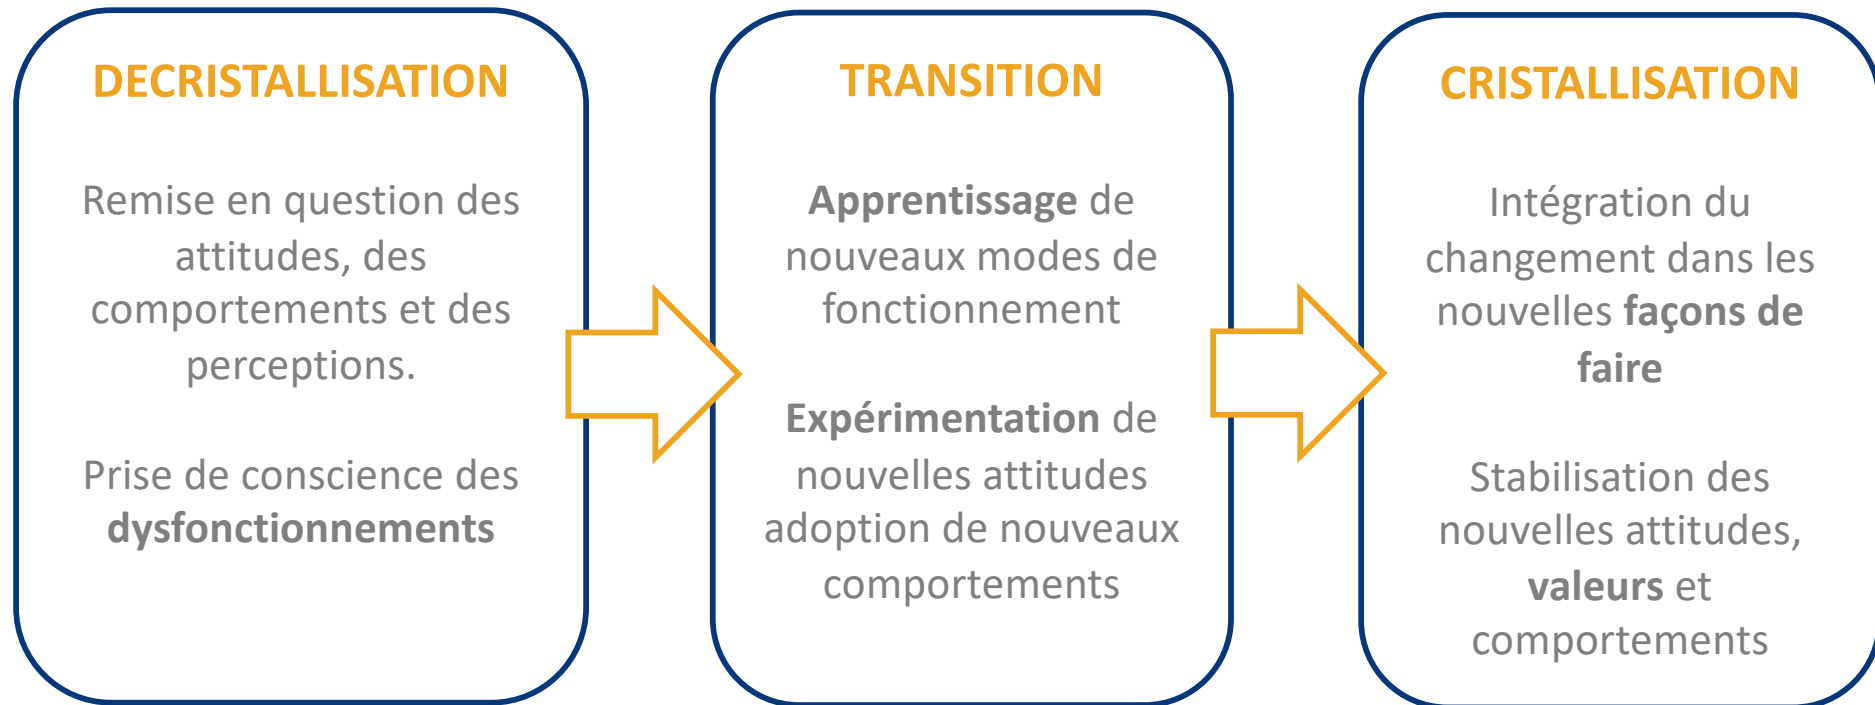 DECRISTALLISATION
Remise en question des
attitudes, des
comportements et des
perceptions.
Prise de conscience des
dysfonctionnements
TRANSITION
Apprentissage de
nouveaux modes de
fonctionnement
Expérimentation de
nouvelles attitudes
adoption de nouveaux
comportements
CRISTALLISATION
Intégration du
changement dans les
nouvelles façons de
faire
Stabilisation des
nouvelles attitudes,
valeurs et
comportements